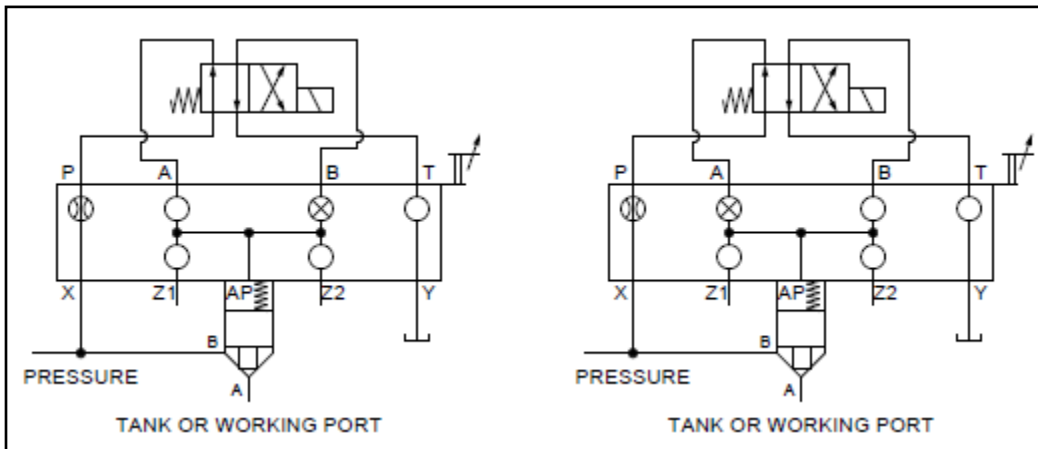 P A B T
X Z1 AP Z2 Y
B
PRESSURE
A
TANK OR WORKING PORT
P A B T
X Z1 AP Z2 Y
B
PRESSURE
A
TANK OR WORKING PORT